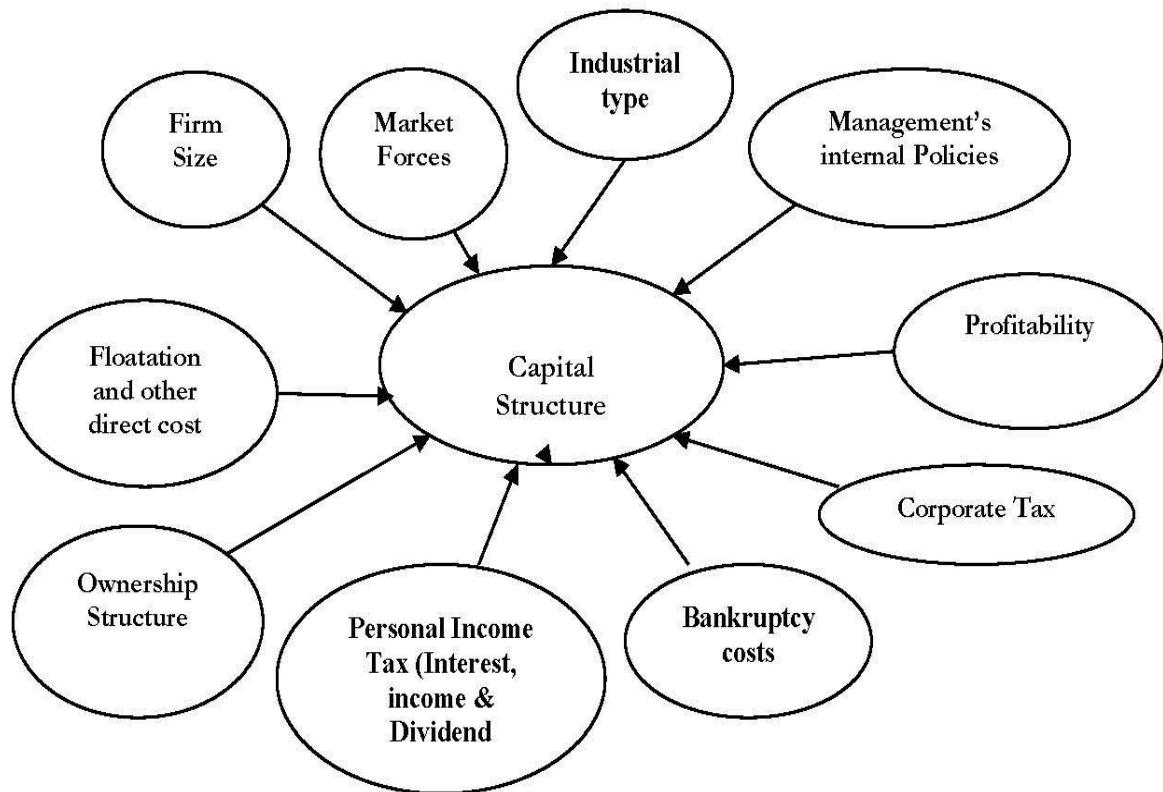 Industrial
type
Firm
Size
Market
Forces
Management's
internal Policies
Profitability
Floatation
and other
direct cost
Capital
Structure
Corporate Tax
Ownership
Structure
Personal Income
Tax (Interest,
income &
Dividend
Bankruptcy
costs